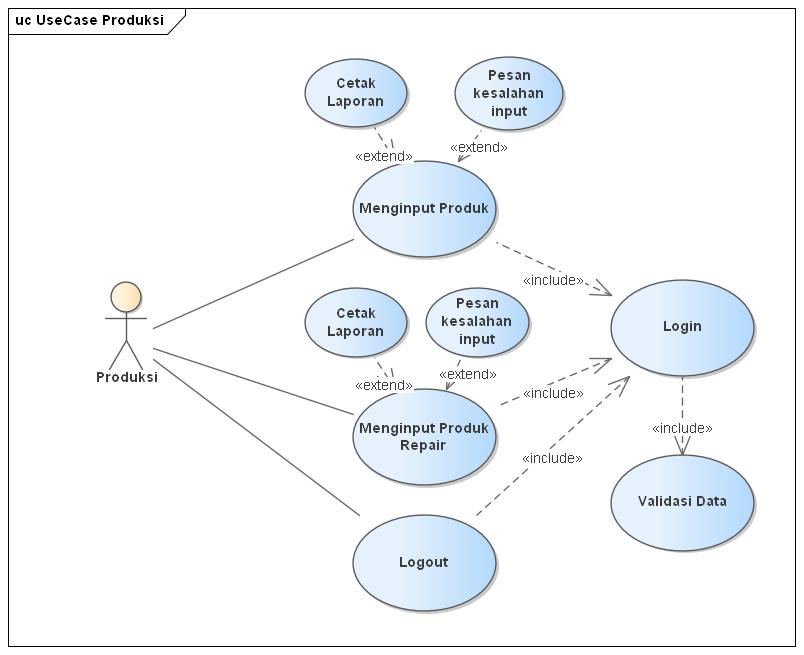 uc UseCase Produksi
Cetak
Laporan
Pesan
kesalahan
input
«extend»
«extend»
Menginput Produk
«include»
Cetak
Laporan
Pesan
kesalahan
input
Login
Produksi
«extend»
«extend»
«include»
Menginput Produk
Repair
«include»
«include»
Validasi Data
Logout